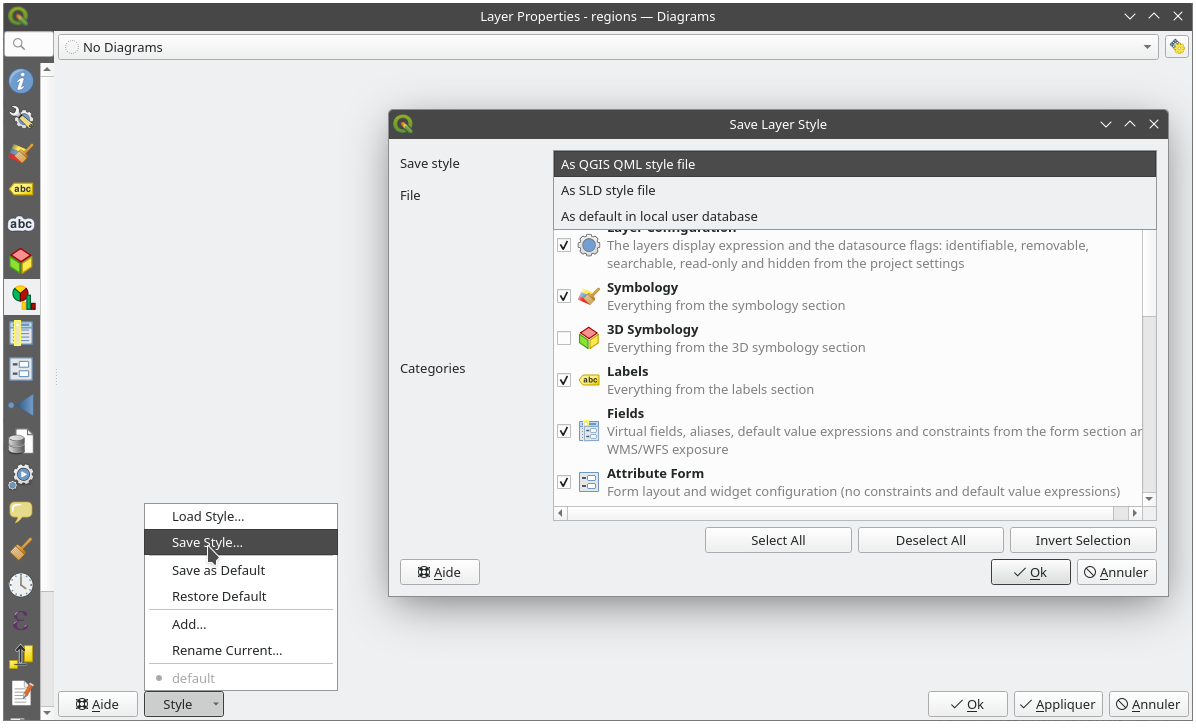 Layer Properties - regions — Diagrams
No Diagrams
Save Layer Style
Save style
As QGIS QML style file
As SLD style file
As default in local user database
File
Layer Configuration
The layers display expression and the datasource flags: identifiable, removable,
searchable, read-only and hidden from the project settings
Symbology
Everything from the symbology section
3D Symbology
Everything from the 3D symbology section
Categories
Labels
Everything from the labels section
Fields
Virtual fields, aliases, default value expressions and constraints from the form section ar
WMS/WFS exposure
Attribute Form
Form layout and widget configuration (no constraints and default value expressions)
Select All
Deselect All
Invert Selection
Aide
Ok
Annuler
abc
abc
abc
Load Style...
Save Style...
Save as Default
Restore Default
Add...
Rename Current...
default
Aide
Style
Ok
Appliquer
Annuler